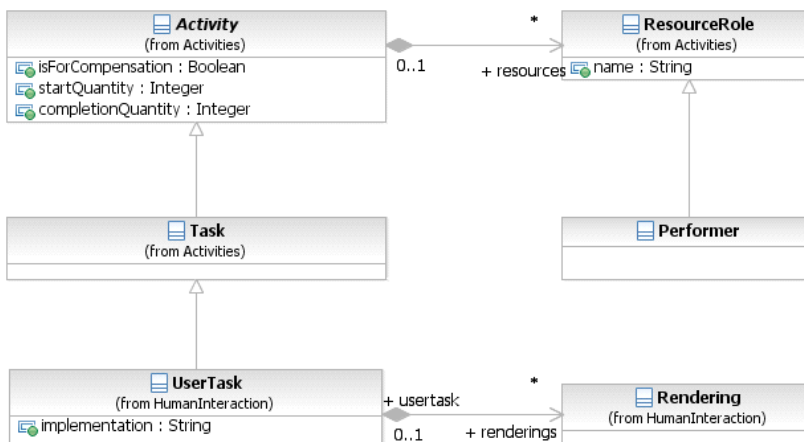 Activity
(from Activities)
isForCompensation : Boolean
startQuantity : Integer
completionQuantity : Integer
*
0..1
+ resources
ResourceRole
(from Activities)
name : String
Task
(from Activities)
Performer
UserTask
(from HumanInteraction)
implementation : String
+ usertask
*
0..1
+ renderings
Rendering
(from HumanInteraction)